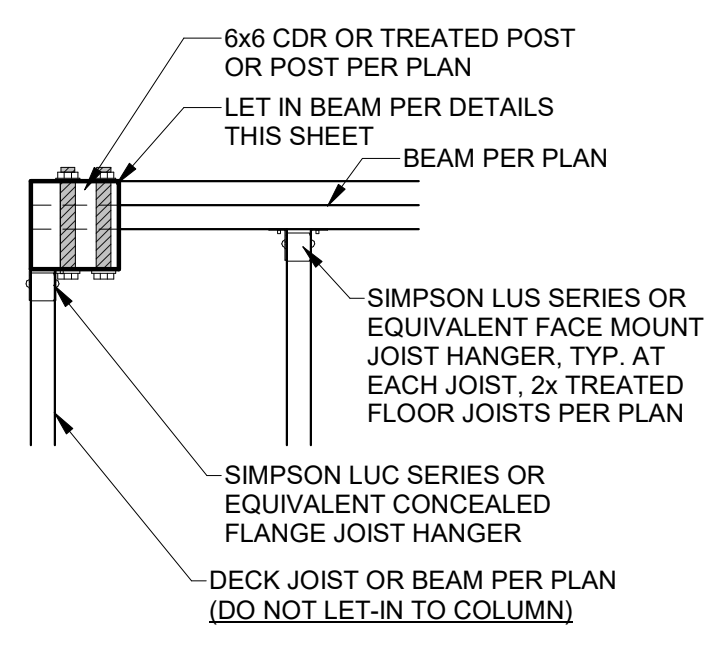 6x6 CDR OR TREATED POST
OR POST PER PLAN
LET IN BEAM PER DETAILS
THIS SHEET
BEAM PER PLAN
SIMPSON LUS SERIES OR
EQUIVALENT FACE MOUNT
JOIST HANGER, TYP. AT
EACH JOIST, 2x TREATED
FLOOR JOISTS PER PLAN
SIMPSON LUC SERIES OR
EQUIVALENT CONCEALED
FLANGE JOIST HANGER
DECK JOIST OR BEAM PER PLAN
(DO NOT LET-IN TO COLUMN)